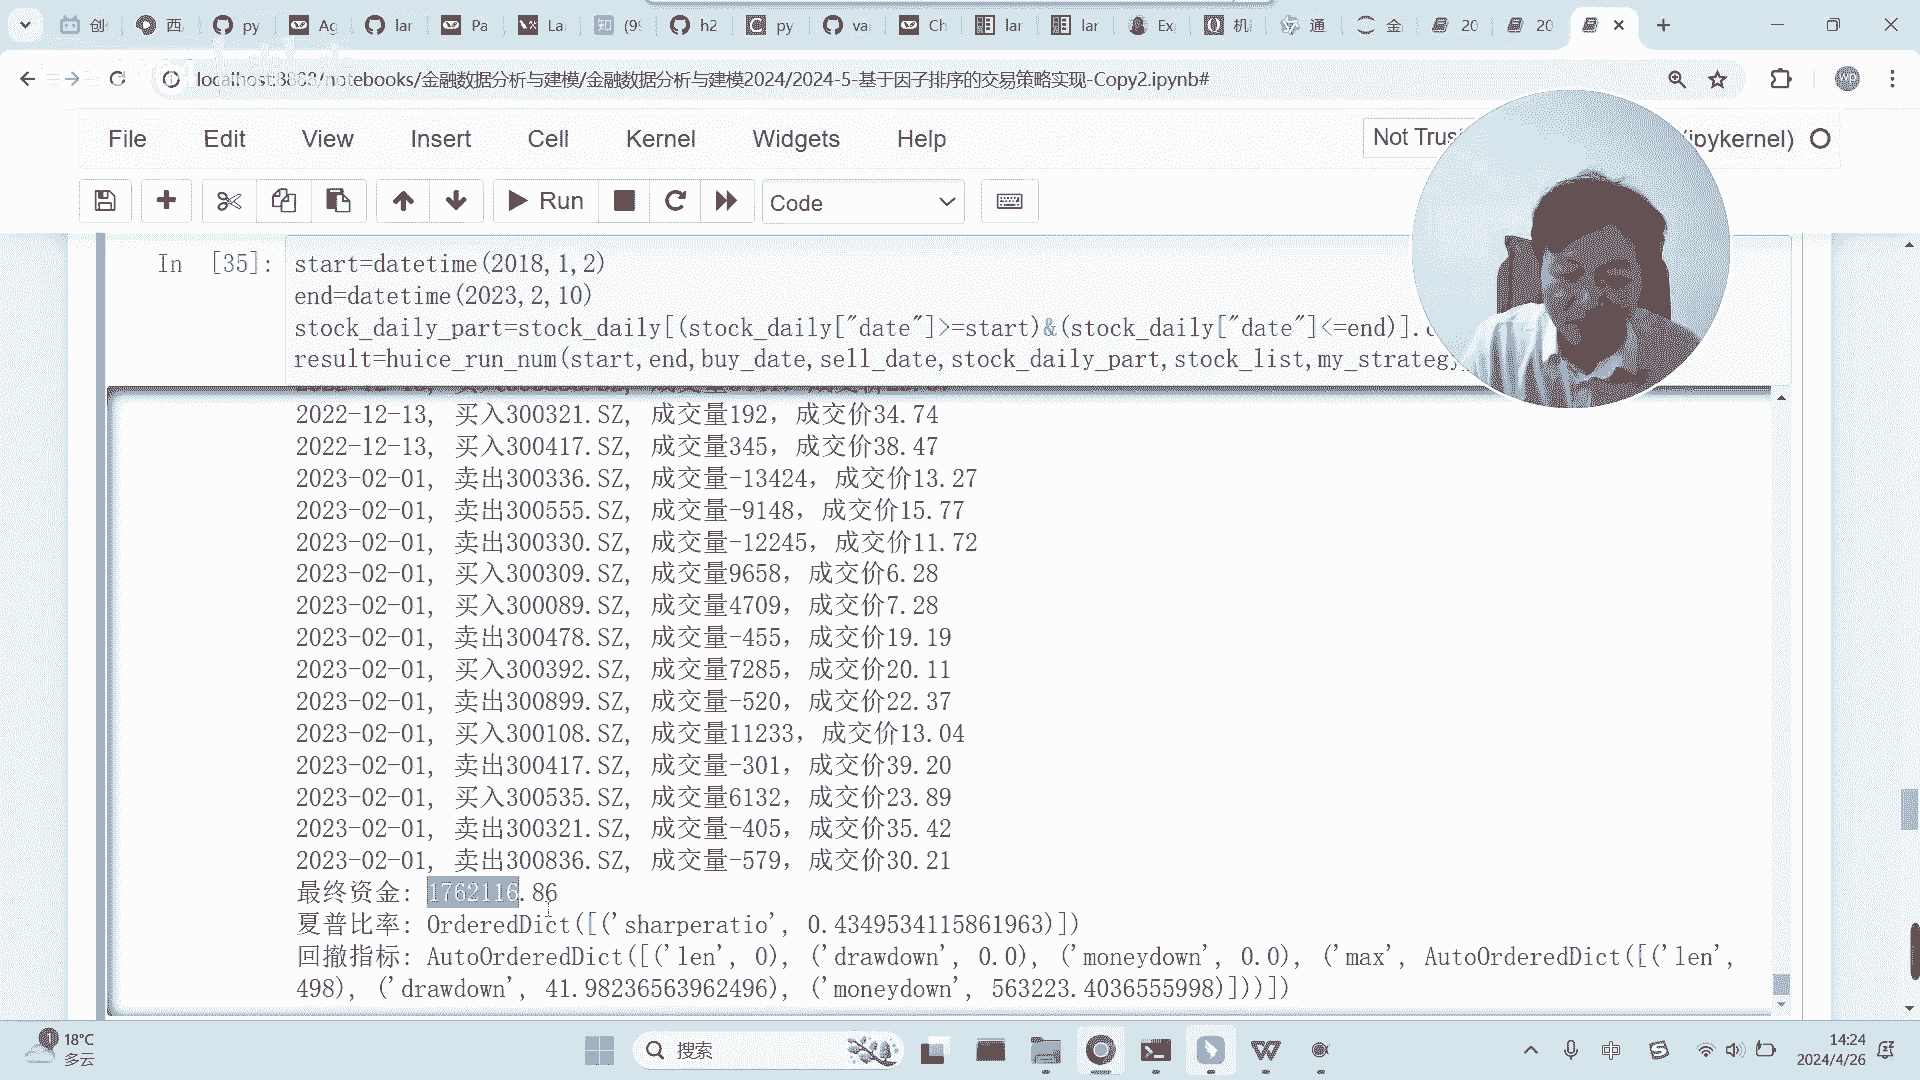 创
西
py
Ag
lar
Pa
La
知 (9
h2
py
va
Ch
lar
lar
Ex
机
通
金
20
20
localhost:8888/notebooks/金融数据分析与建模/金融数据分析与建模2024/2024-5-基于因子排序的交易策略实现-Copy2.ipynb#
wp
File Edit View Insert Cell Kernel Widgets Help
Not Trus
(ipykernel)
Run
Code
In [35]:
start=datetime(2018,1,2)
end=datetime(2023,2,10)
stock_daily_part=stock_daily[(stock_daily["date"]>=start)&(stock_daily["date"]<=end)].
result=huice_run_num(start,end,buy_date,sell_date,stock_daily_part,stock_list,my_strategy
2022-12-13, 买入300321.SZ, 成交量192, 成交价34.74
2022-12-13, 买入300417.SZ, 成交量345, 成交价38.47
2023-02-01, 卖出300336.SZ, 成交量-13424, 成交价13.27
2023-02-01, 卖出300555.SZ, 成交量-9148, 成交价15.77
2023-02-01, 卖出300330.SZ, 成交量-12245, 成交价11.72
2023-02-01, 买入300309.SZ, 成交量9658, 成交价6.28
2023-02-01, 买入300089.SZ, 成交量4709, 成交价7.28
2023-02-01, 卖出300478.SZ, 成交量-455, 成交价19.19
2023-02-01, 买入300392.SZ, 成交量7285, 成交价20.11
2023-02-01, 卖出300899.SZ, 成交量-520, 成交价22.37
2023-02-01, 买入300108.SZ, 成交量11233, 成交价13.04
2023-02-01, 卖出300417.SZ, 成交量-301, 成交价39.20
2023-02-01, 买入300535.SZ, 成交量6132, 成交价23.89
2023-02-01, 卖出300321.SZ, 成交量-405, 成交价35.42
2023-02-01, 卖出300836.SZ, 成交量-579, 成交价30.21
最终资金: 1762116.86
夏普比率: OrderedDict([('sharperatio', 0.4349534115861963)])
回撤指标: AutoOrderedDict([('len', 0), ('drawdown', 0.0), ('moneydown', 0.0), ('max', AutoOrderedDict([('len',
498), ('drawdown', 41.98236563962496), ('moneydown', 563223.4036555998)]))])
18°C
多云
搜索
中
14:24
2024/4/26